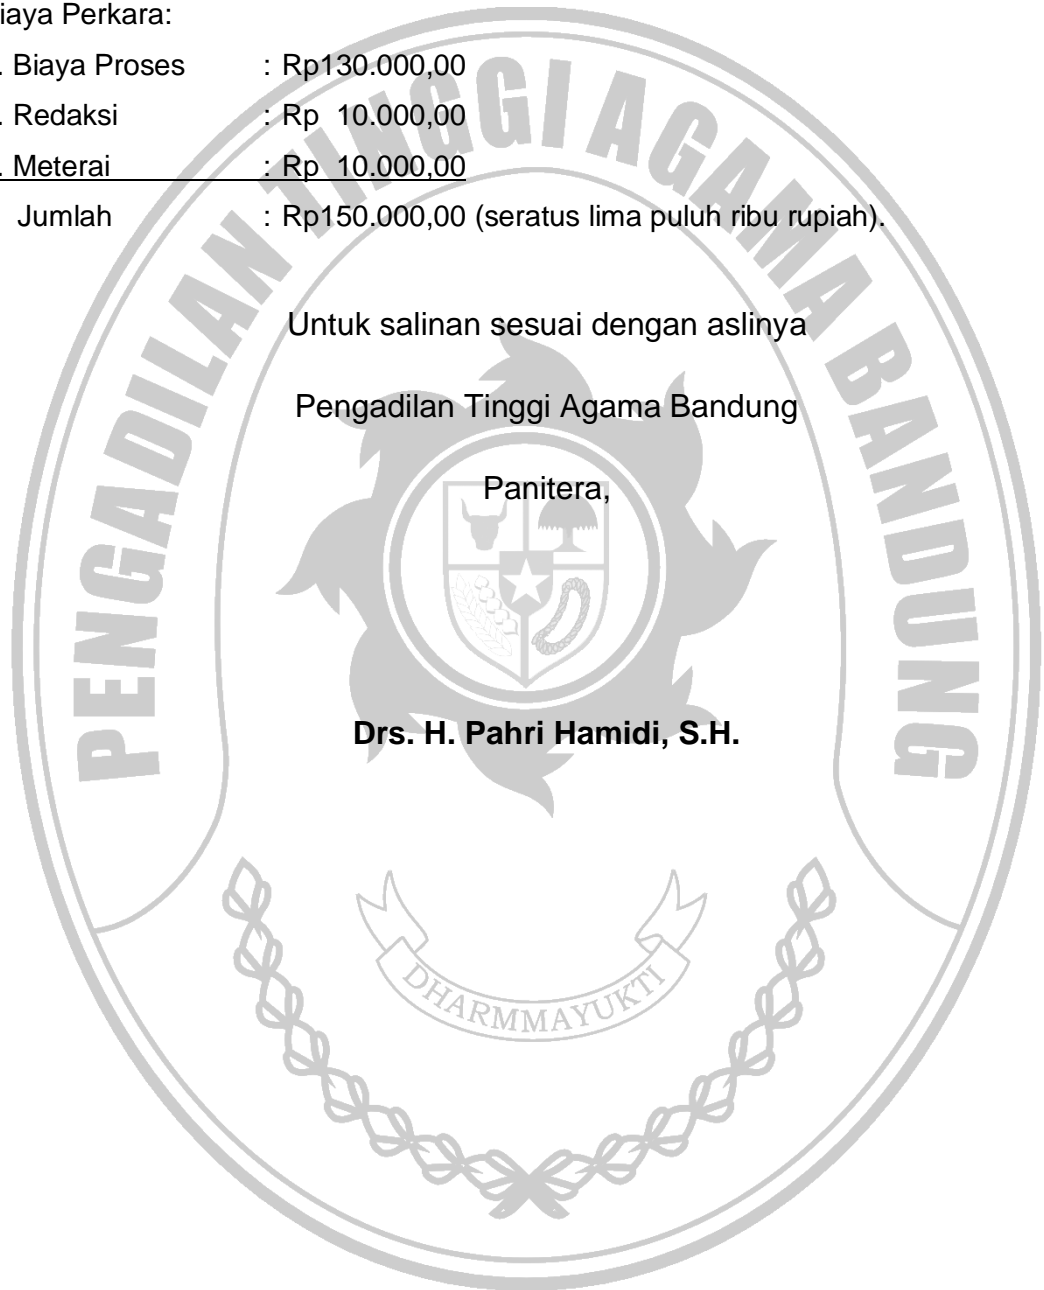 iaya Perkara:
. Biaya Proses : Rp130.000,00
. Redaksi : Rp 10.000,00
. Meterai : Rp 10.000,00
Jumlah : Rp150.000,00 (seratus lima puluh ribu rupiah).
Untuk salinan sesuai dengan aslinya
Pengadilan Tinggi Agama Bandung
Panitera,
Drs. H. Pahri Hamidi, S.H.
PENGADILAN TINGGI AGAMA BANDUNG
DHARMMAYUKTI